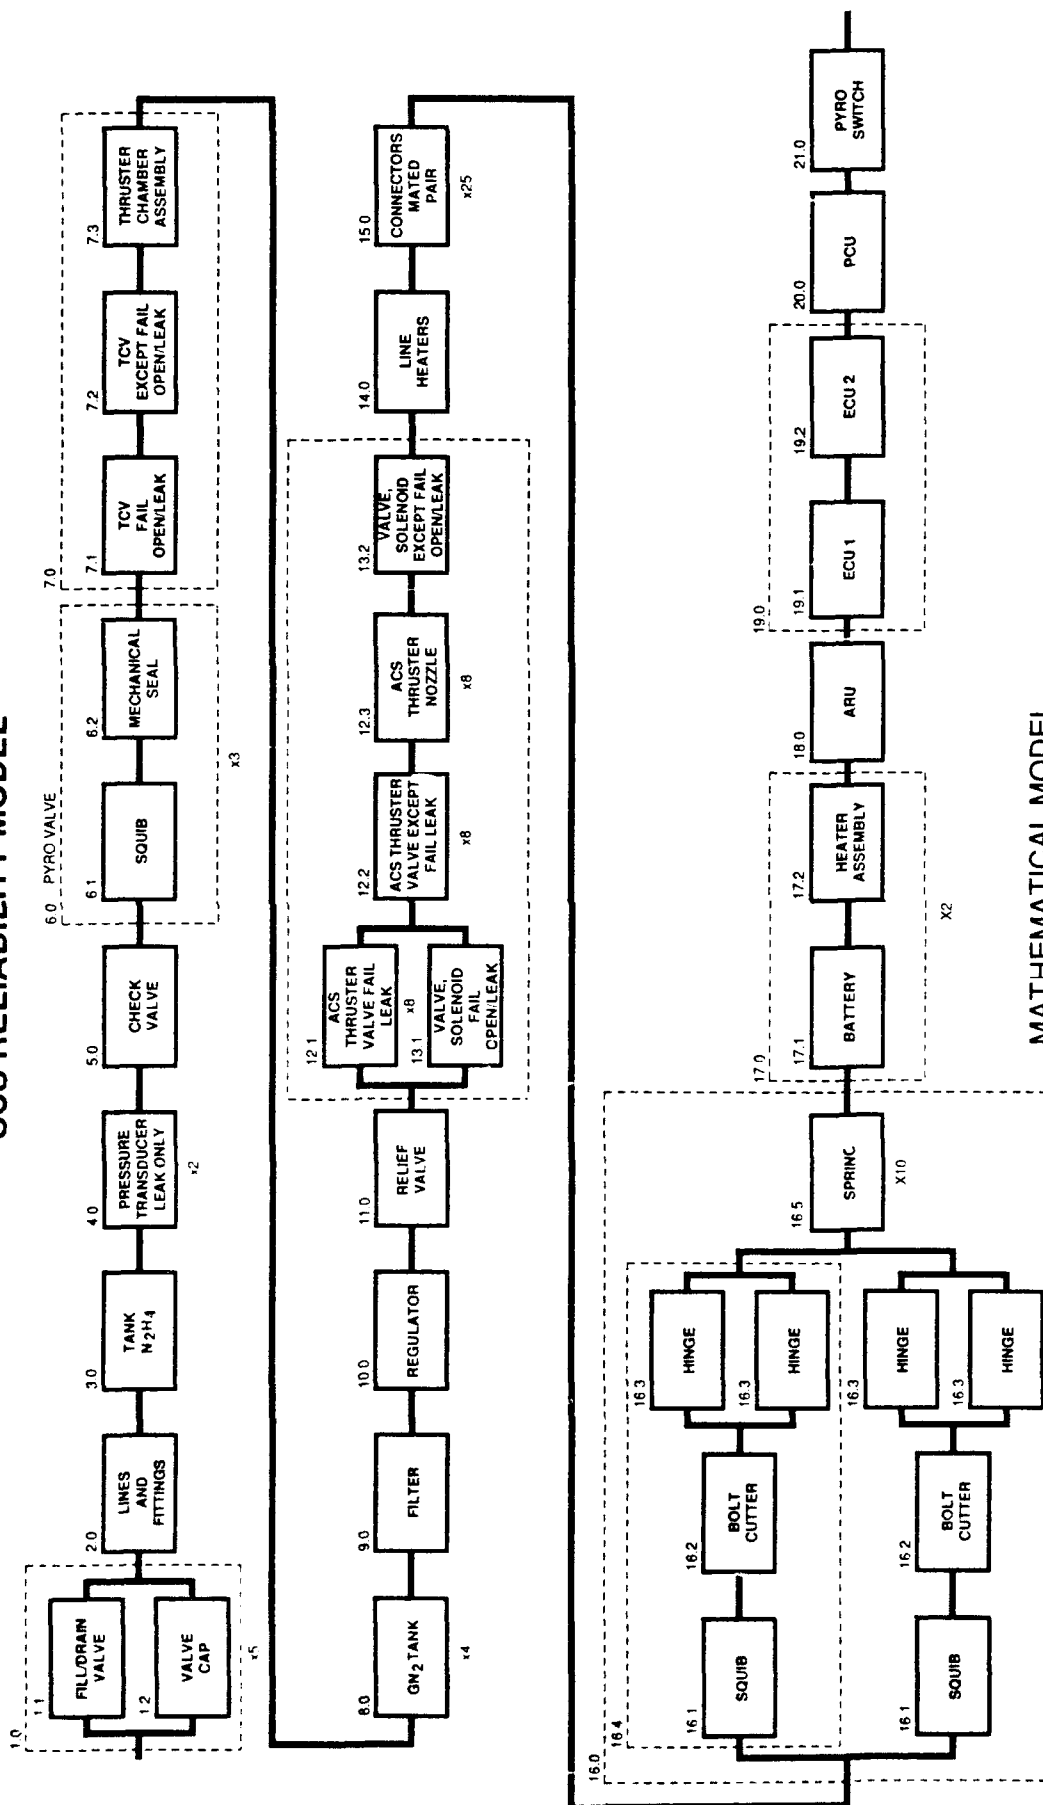 1.0
1.1
FILL/DRAIN
VALVE
1.2
VALVE
CAP
x5
2.0
LINES
AND
FITTINGS
3.0
TANK
N2H4
4.0
PRESSURE
TRANSDUCER
LEAK ONLY
x2
5.0
CHECK
VALVE
6.0 PYRO VALVE
6.1
SQUIB
6.2
MECHANICAL
SEAL
x3
7.0
7.1
TCV
FAIL
OPEN/LEAK
7.2
TCV
EXCEPT FAIL
OPEN/LEAK
7.3
THRUSTER
CHAMBER
ASSEMBLY
8.0
GN2 TANK
x4
9.0
FILTER
10.0
REGULATOR
11.0
RELIEF
VALVE
12.1
ACS
THRUSTER
VALVE FAIL
LEAK
x8
13.1
VALVE,
SOLENOID
FAIL
OPEN/LEAK
12.2
ACS THRUSTER
VALVE EXCEPT
FAIL LEAK
x8
12.3
ACS
THRUSTER
NOZZLE
x8
13.2
VALVE,
SOLENOID
EXCEPT FAIL
OPEN/LEAK
14.0
LINE
HEATERS
15.0
CONNECTORS
MATED
PAIR
x25
16.0
16.4
16.1
SQUIB
16.2
BOLT
CUTTER
16.3
HINGE
16.3
HINGE
16.1
SQUIB
16.2
BOLT
CUTTER
16.3
HINGE
16.3
HINGE
16.5
SPRING
X10
17.0
17.1
BATTERY
17.2
HEATER
ASSEMBLY
X2
18.0
ARU
19.0
19.1
ECU 1
19.2
ECU 2
20.0
PCU
21.0
PYRO
SWITCH
MATHEMATICAL MODEL